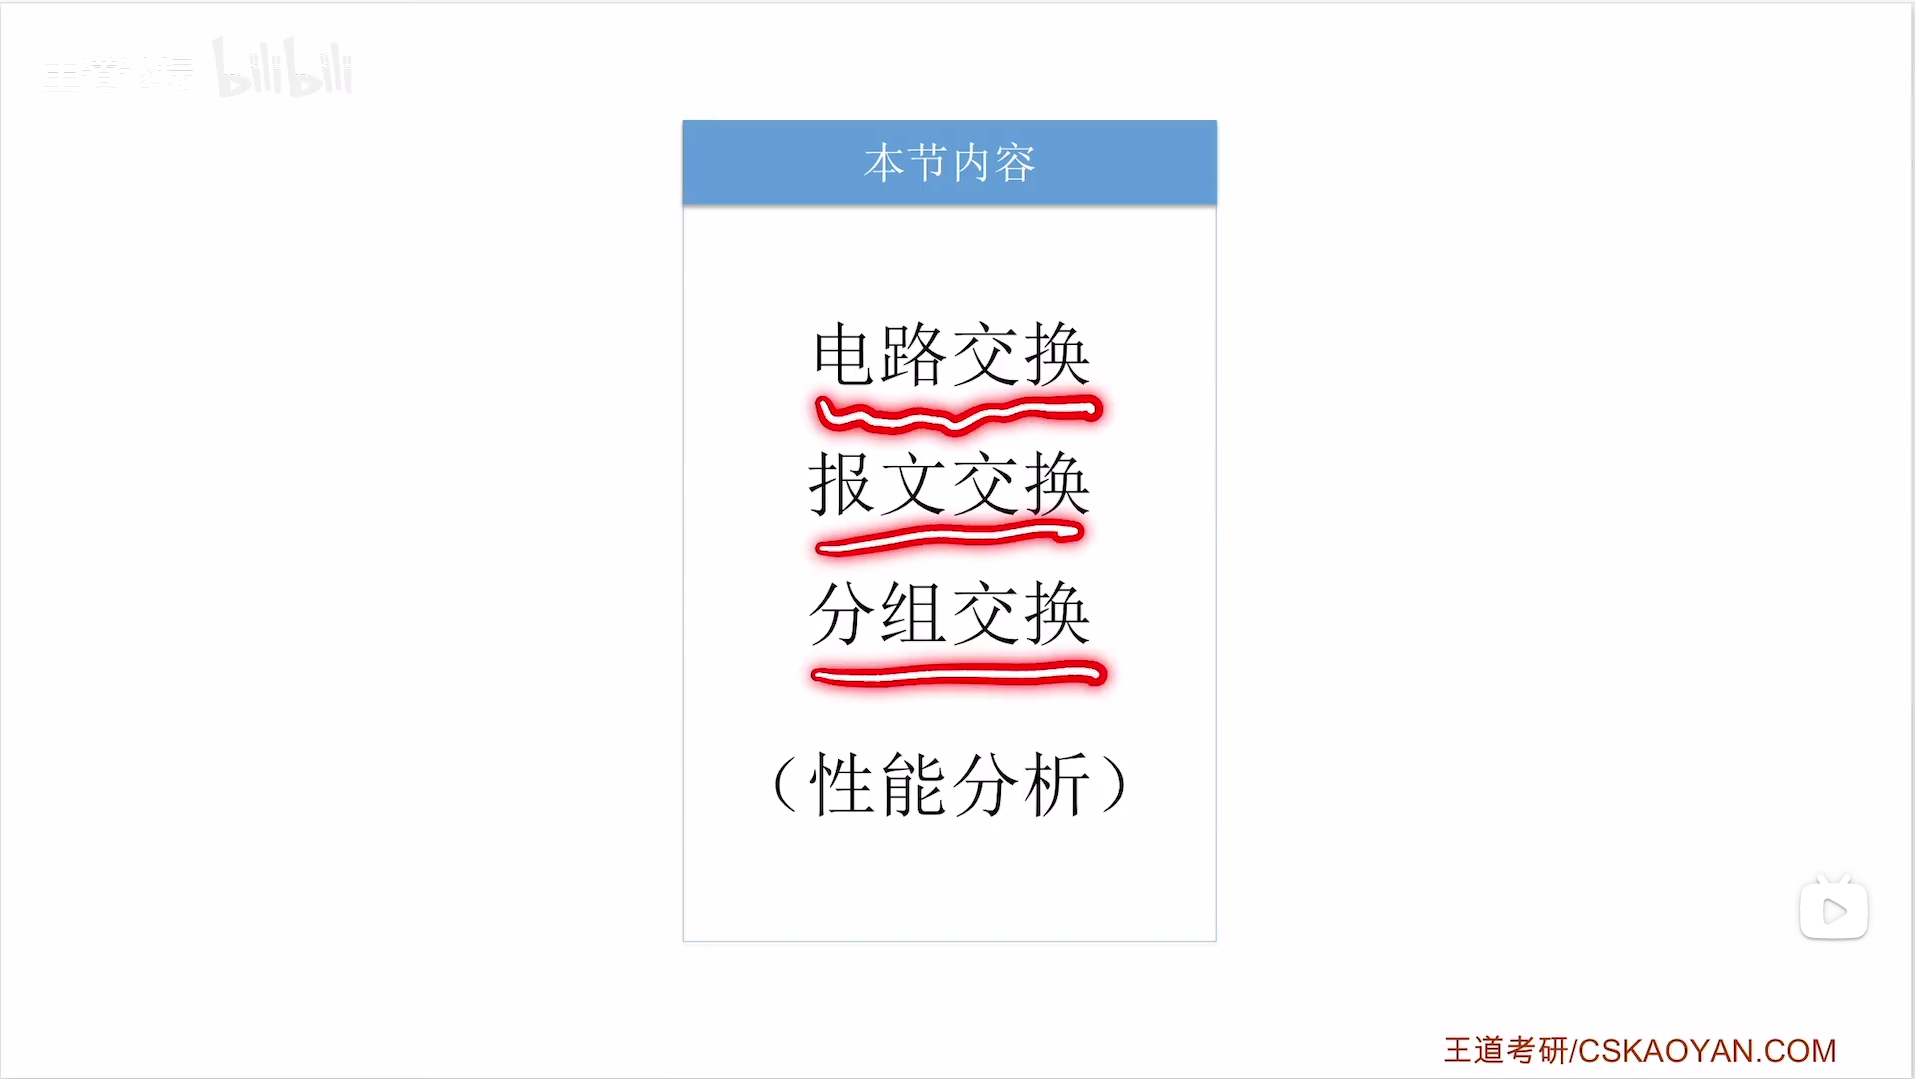 王道论坛 bilibili
本节内容
电路交换
报文交换
分组交换
（性能分析）
王道考研/CSKAOYAN.COM